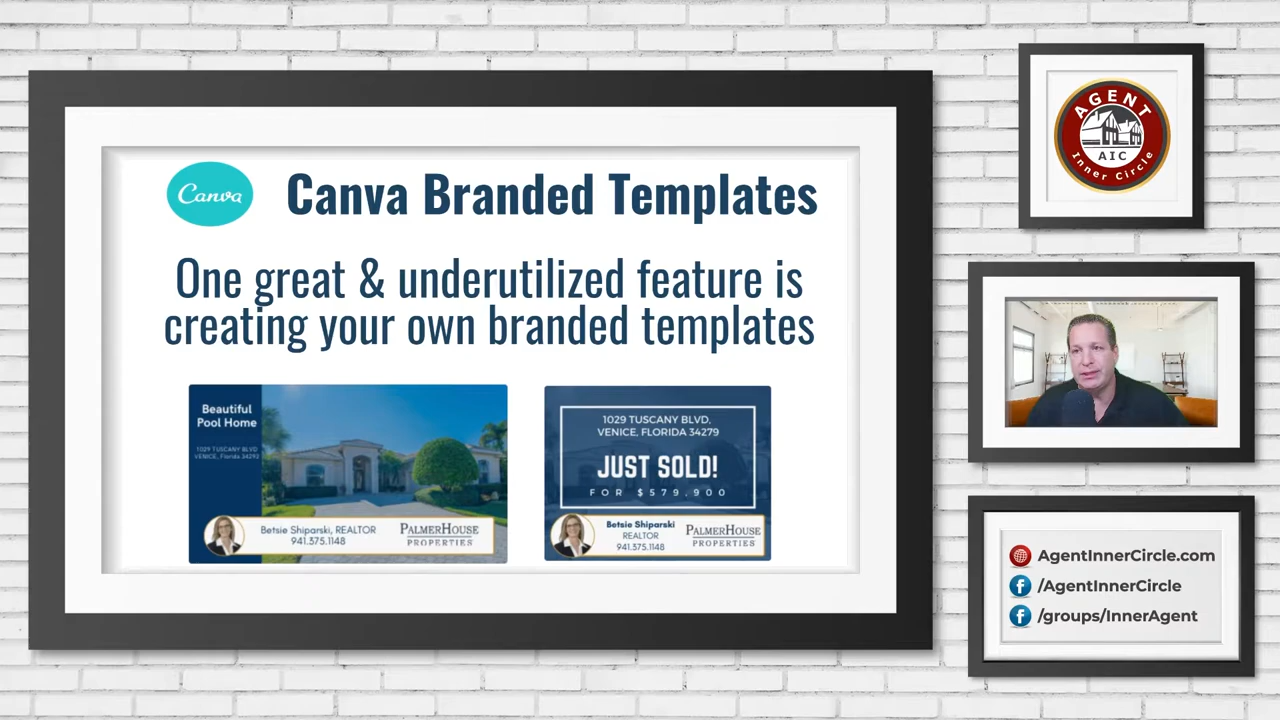 Canva
Canva Branded Templates
One great & underutilized feature is
creating your own branded templates
Beautiful
Pool Home
1029 TUSCANY BLVD
VENICE, Florida 34292
Betsie Shiparski, REALTOR
941.375.1148
PALMERHOUSE
PROPERTIES
1029 TUSCANY BLVD,
VENICE, FLORIDA 34279
JUST SOLD!
FOR $579,900
Betsie Shiparski
REALTOR
941.375.1148
PALMERHOUSE
PROPERTIES
AGENT
AIC
Inner Circle
AgentInnerCircle.com
f /AgentInnerCircle
f /groups/InnerAgent